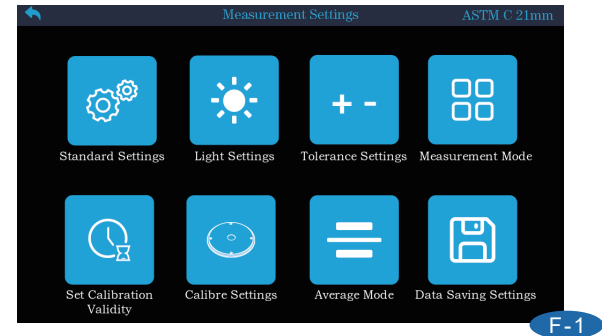 Measurement Settings ASTM C 21mm
+ -
Standard Settings Light Settings Tolerance Settings Measurement Mode
Set Calibration Validity Calibre Settings Average Mode Data Saving Settings
F-1